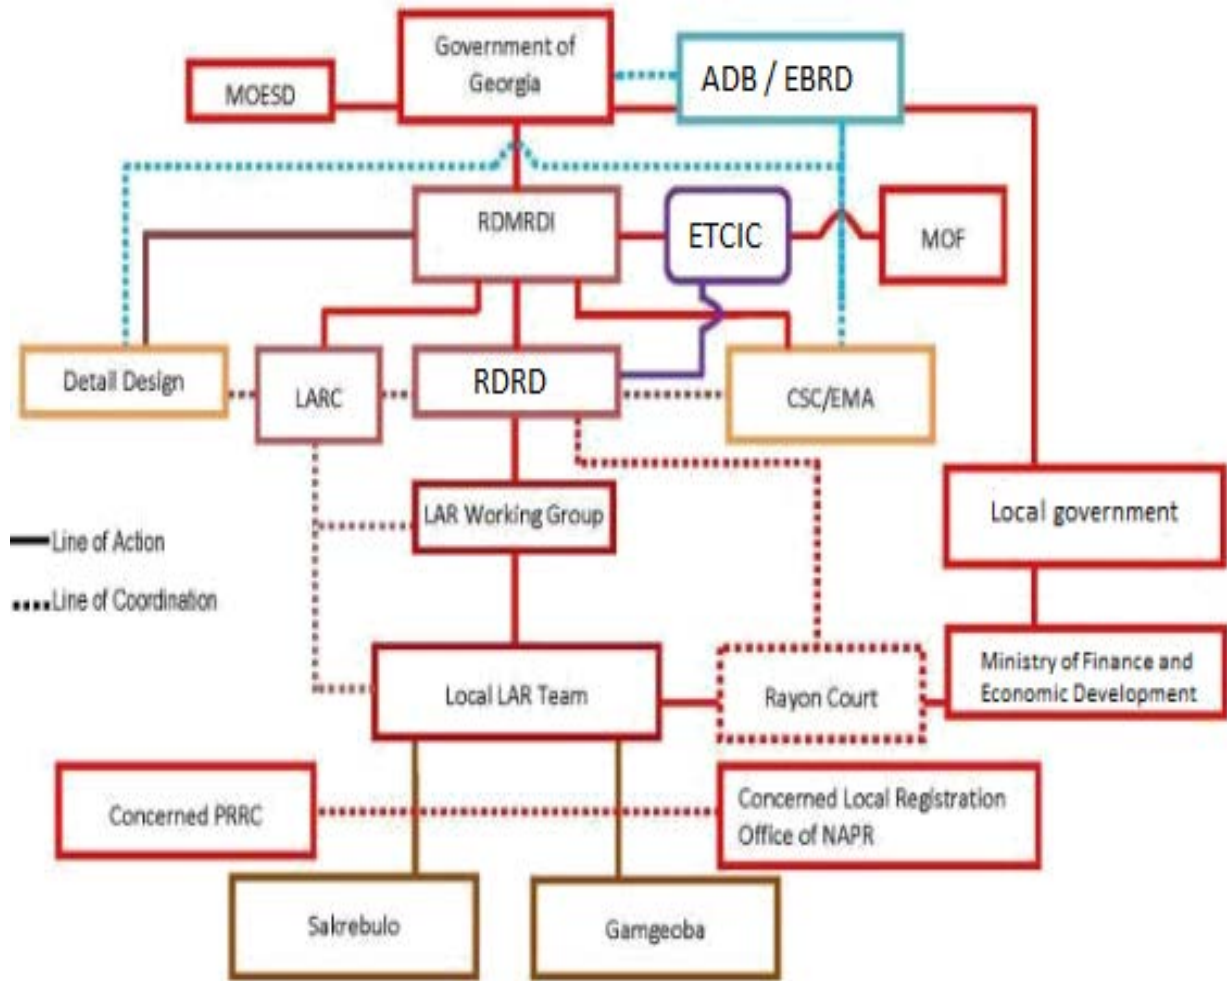 Government of
Georgia
ADB / EBRD
MOESD
RDMRDI
ETCIC
MOF
Detail Design
LARC
RDRD
CSC/EMA
LAR Working Group
Local government
Line of Action
Line of Coordination
Local LAR Team
Rayon Court
Ministry of Finance and
Economic Development
Concerned PRRC
Concerned Local Registration
Office of NAPR
Sakrebulo
Gamgeoba